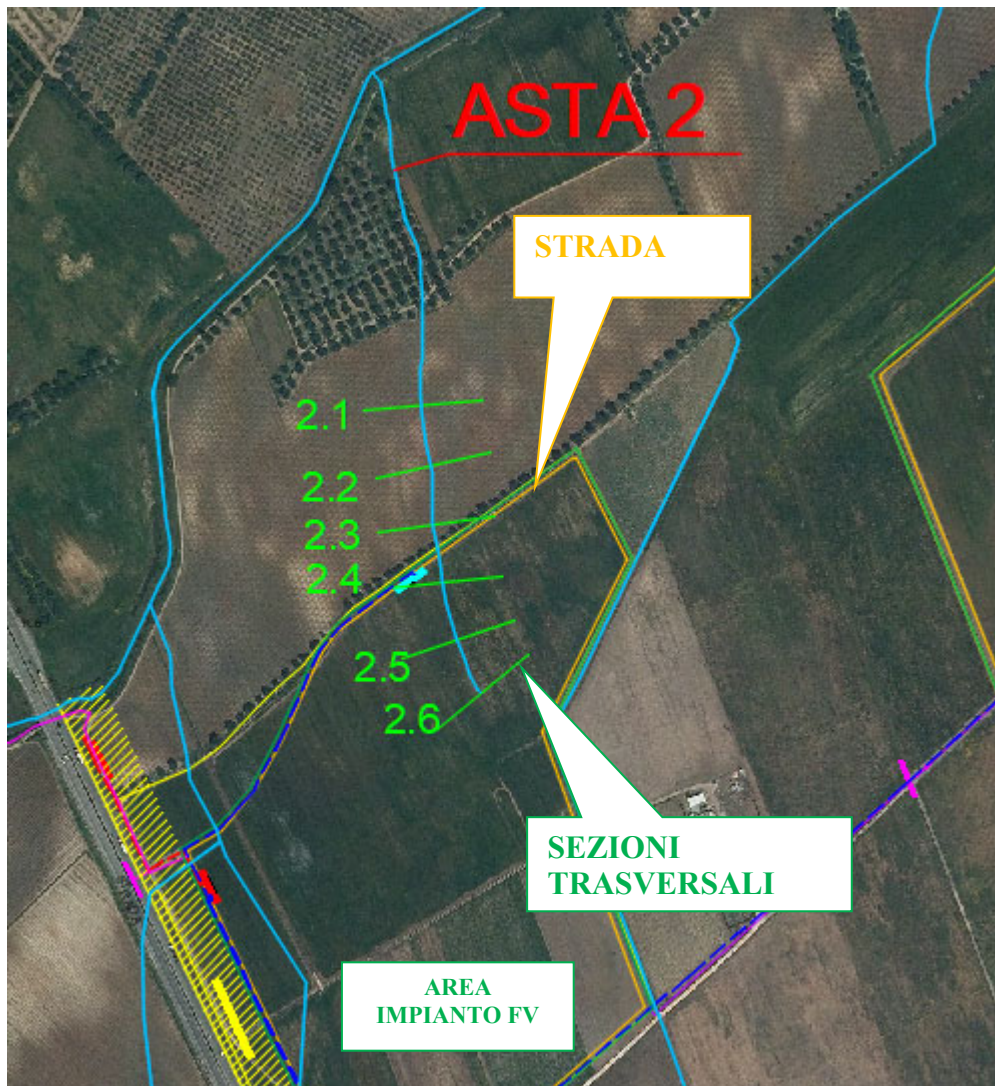 ASTA 2
STRADA
2.1
2.2
2.3
2.4
2.5
2.6
SEZIONI
TRASVERSALI
AREA
IMPIANTO FV